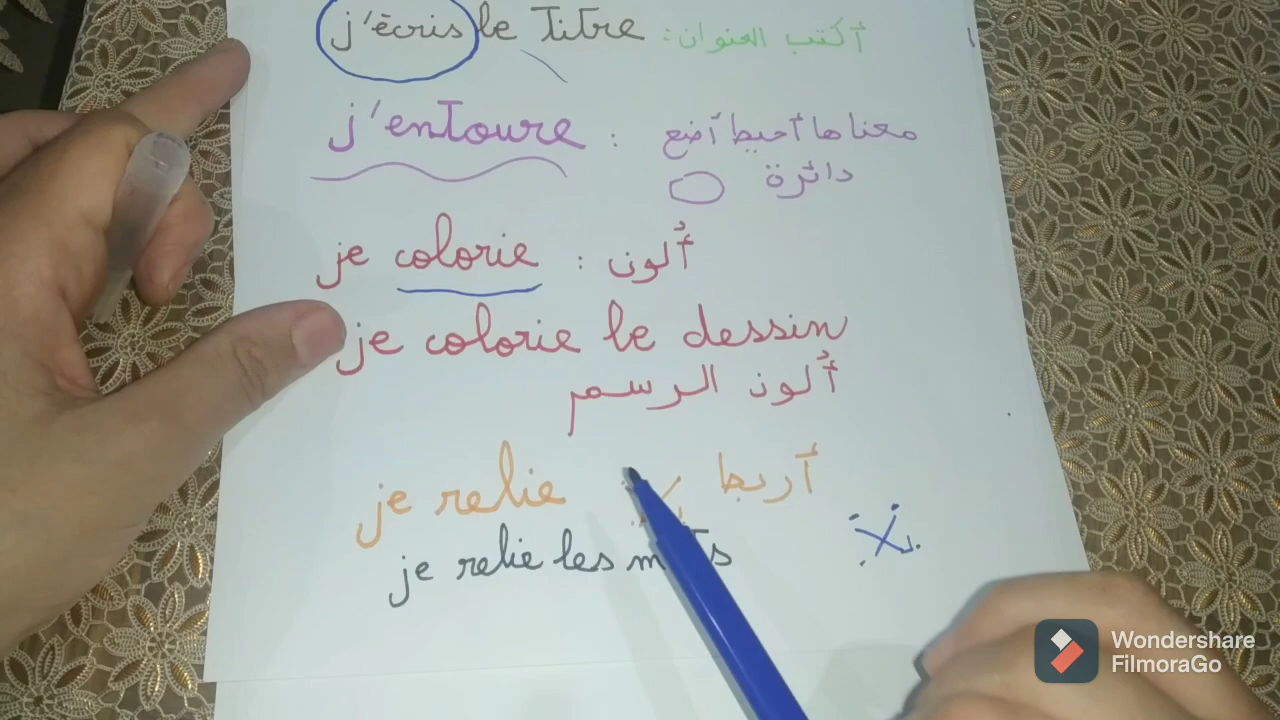 j'écris le titre : أكتب العنوان
j'entoure : معناها أحيط أضع
دائرة
je colorie : ألون
je colorie le dessin
ألون الرسم
je relie أربط
je relie les
Wondershare
FilmoraGo